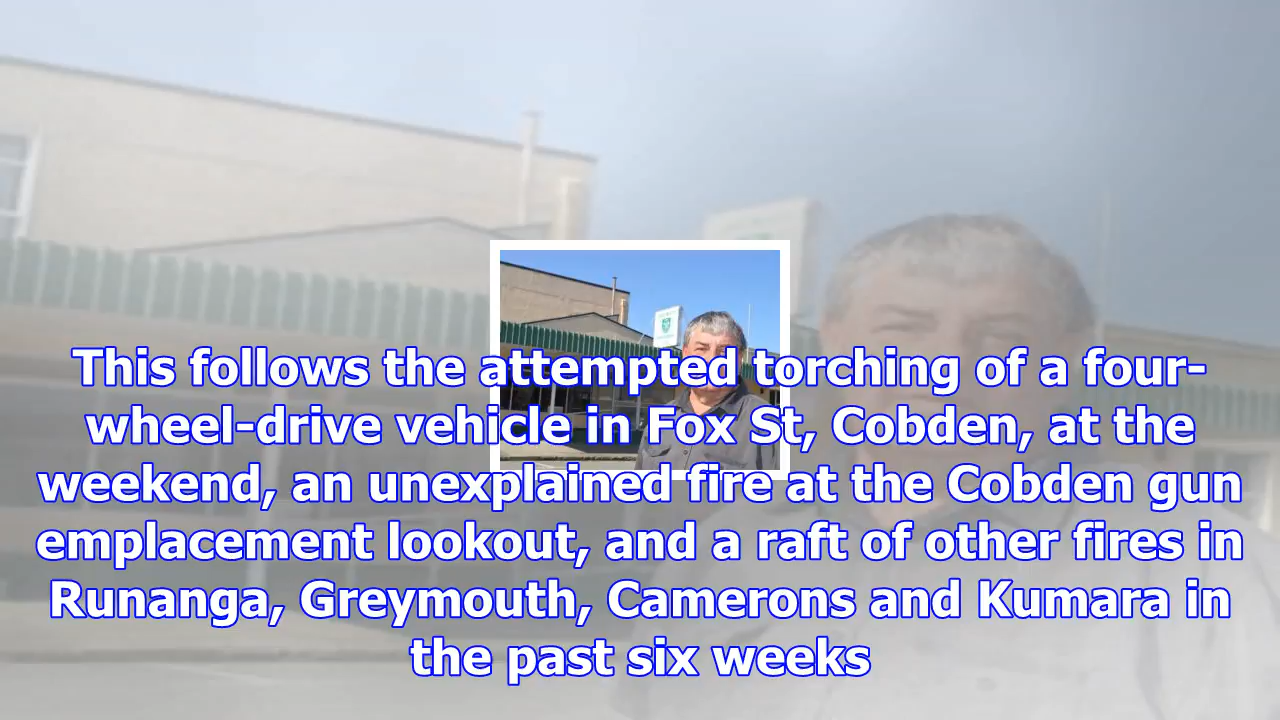 This follows the attempted torching of a four-
wheel-drive vehicle in Fox St, Cobden, at the
weekend, an unexplained fire at the Cobden gun
emplacement lookout, and a raft of other fires in
Runanga, Greymouth, Camerons and Kumara in
the past six weeks